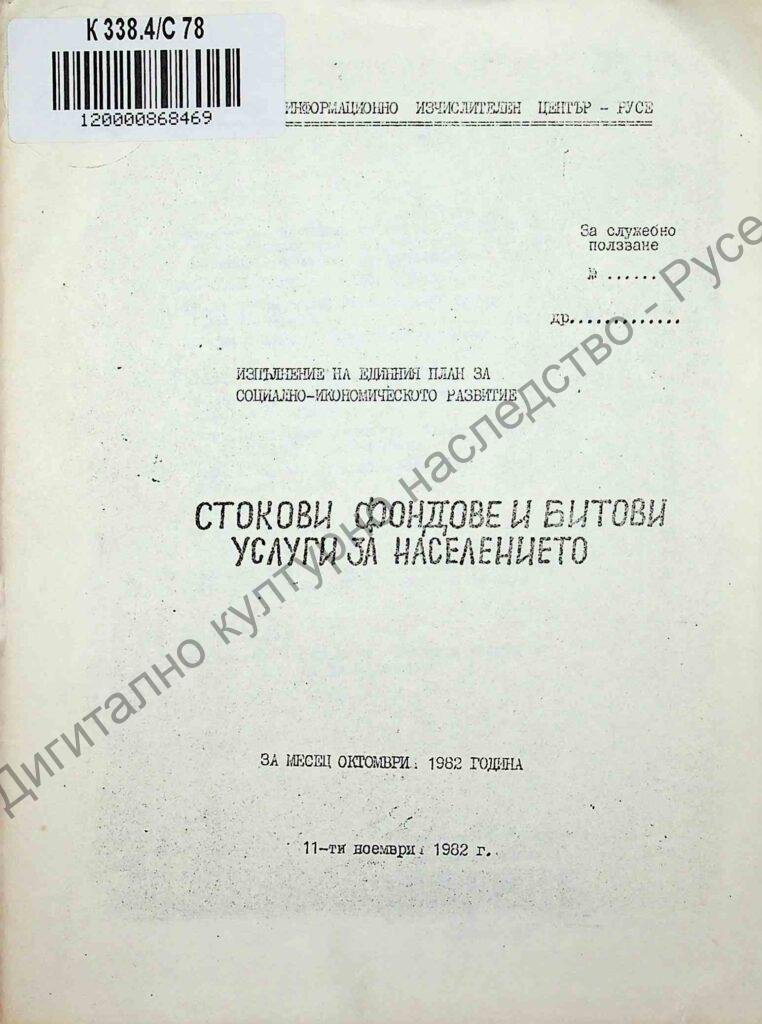 К 338.4/С 78
120000868469
ИНФОРМАЦИОННО ИЗЧИСЛИТЕЛЕН ЦЕНТЪР - РУСЕ
За служебно
ползване
№ ......
др.............
ИЗПЪЛНЕНИЕ НА ЕДИННИЯ ПЛАН ЗА
СОЦИАЛНО-ИКОНОМИЧЕСКОТО РАЗВИТИЕ
СТОКОВИ ФОНДОВЕ И БИТОВИ
УСЛУГИ ЗА НАСЕЛЕНИЕТО
ЗА МЕСЕЦ ОКТОМВРИ 1982 ГОДИНА
11-ти ноември 1982 г.
Дигитално културно наследство - Русе